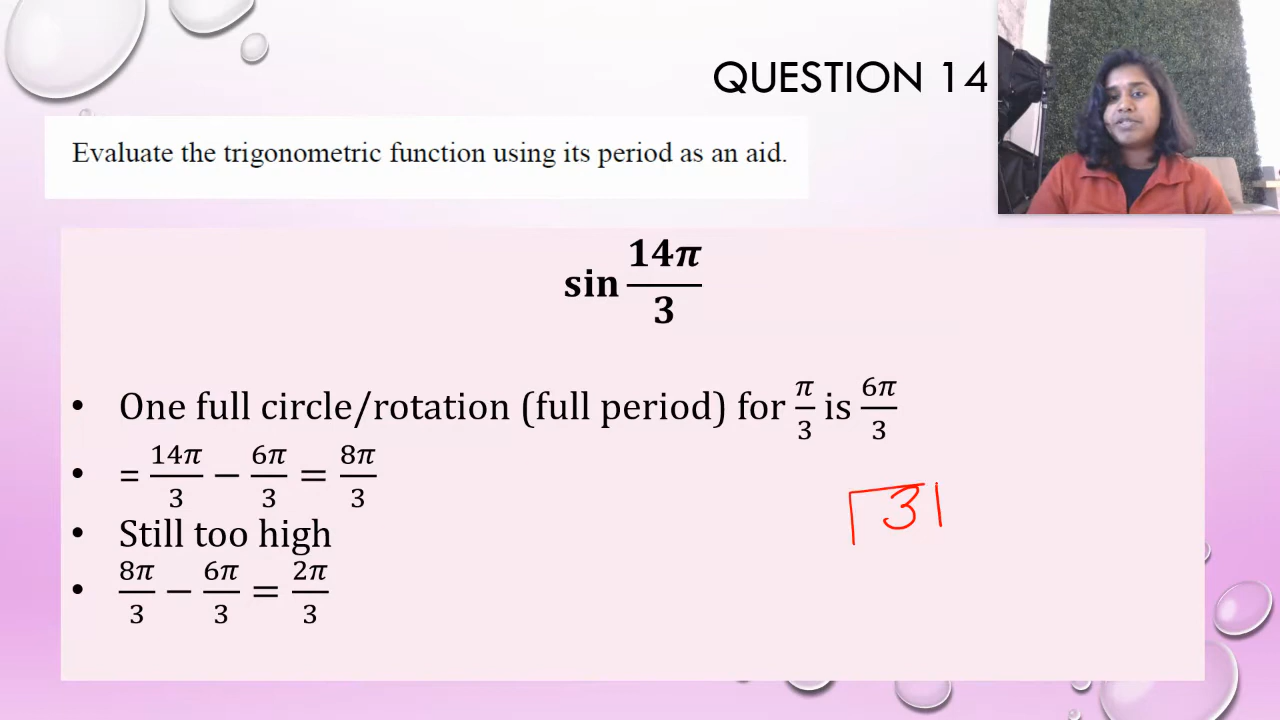 QUESTION 14
Evaluate the trigonometric function using its period as an aid.
sin 14π/3
• One full circle/rotation (full period) for π/3 is 6π/3
• = 14π/3 − 6π/3 = 8π/3
• Still too high
• 8π/3 − 6π/3 = 2π/3
3